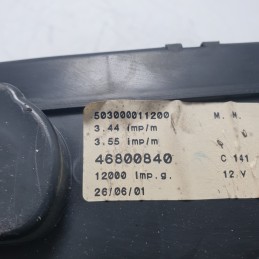 503000011200 M. M.
3.44 imp/m
3.55 imp/m
46800840 C 141
12000 imp.g. 12 V
26/06/01